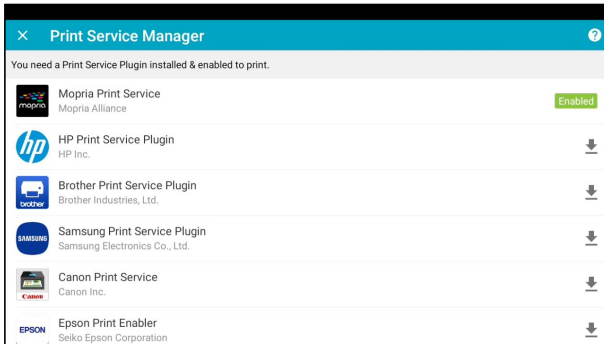 Print Service Manager
?
You need a Print Service Plugin installed & enabled to print.
mopria
Mopria Print Service
Mopria Alliance
Enabled
hp
HP Print Service Plugin
HP Inc.
brother
Brother Print Service Plugin
Brother Industries, Ltd.
SAMSUNG
Samsung Print Service Plugin
Samsung Electronics Co., Ltd.
Canon
Canon Print Service
Canon Inc.
EPSON
Epson Print Enabler
Seiko Epson Corporation